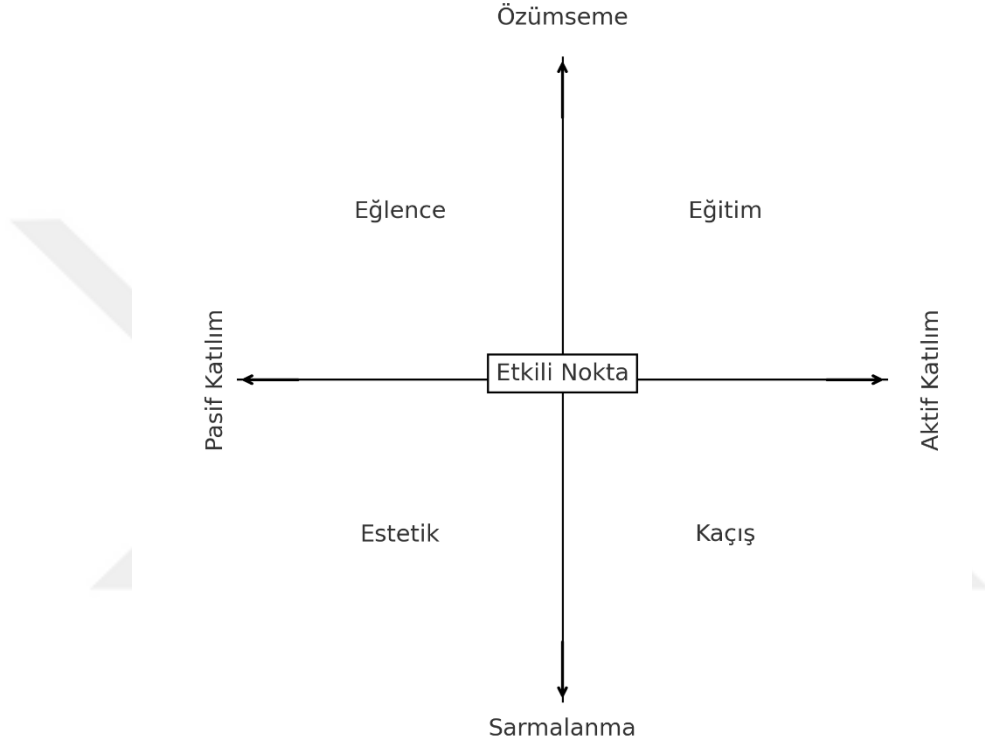 Özümseme
Eğlence
Eğitim
Pasif Katılım
Etkili Nokta
Aktif Katılım
Estetik
Kaçış
Sarmalanma